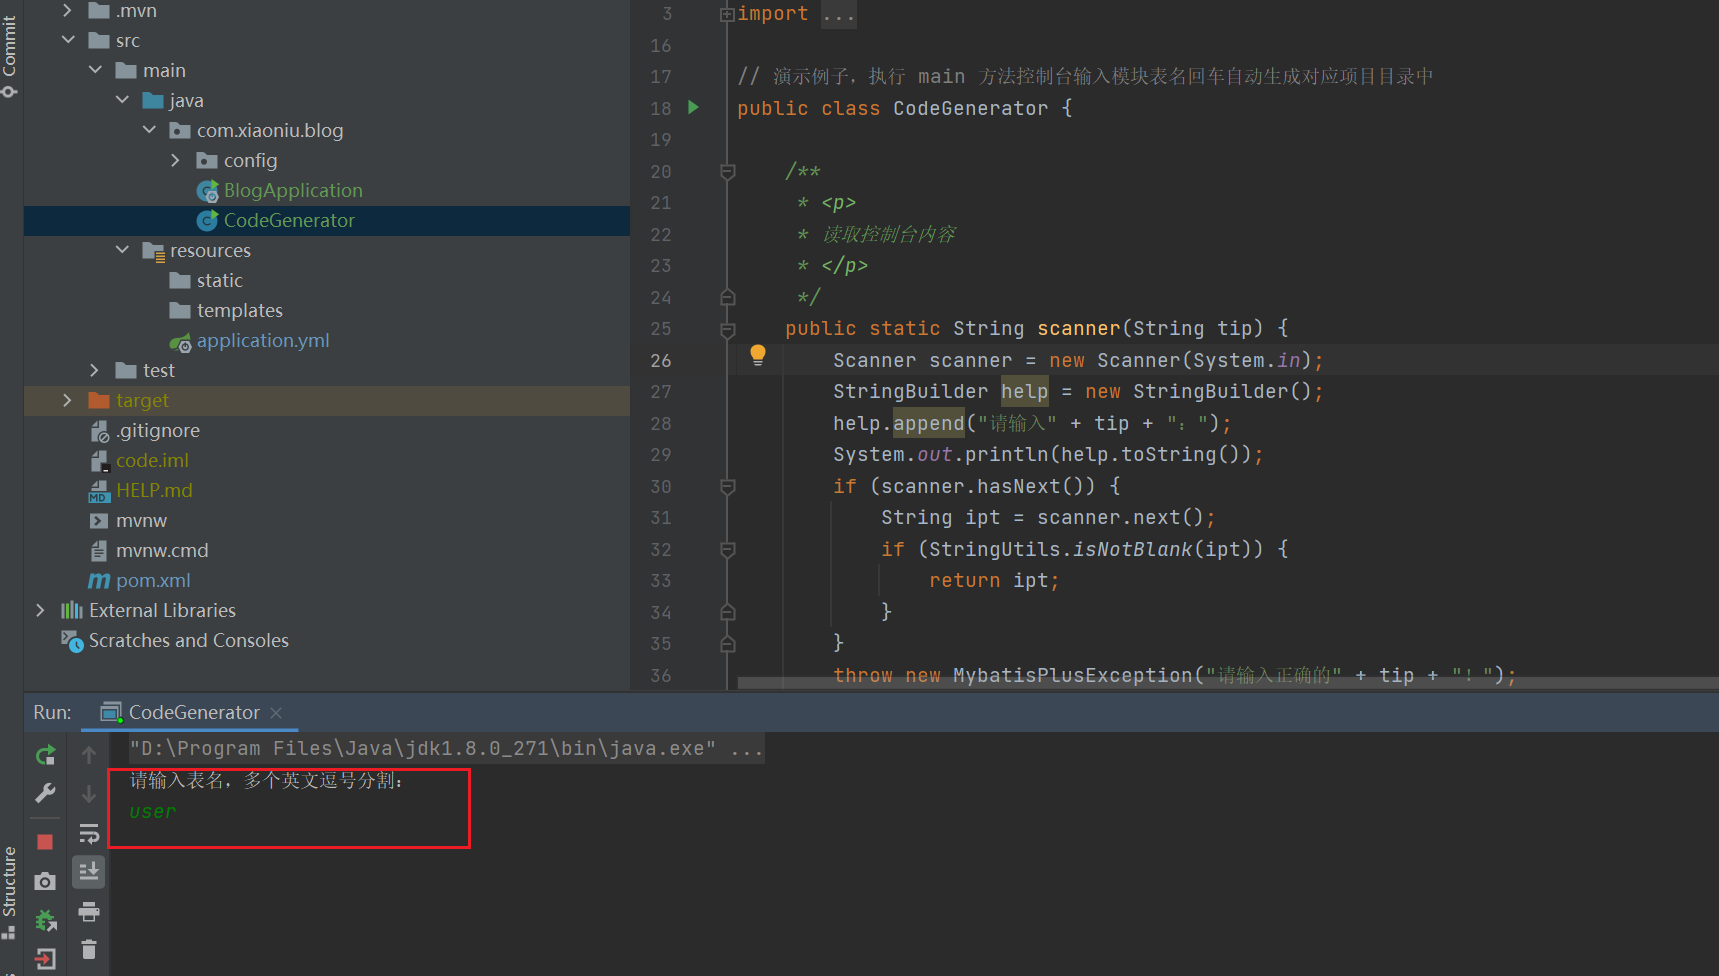 Commit
.mvn
src
main
java
com.xiaoniu.blog
config
BlogApplication
CodeGenerator
resources
static
templates
application.yml
test
target
.gitignore
code.iml
HELP.md
mvnw
mvnw.cmd
pom.xml
External Libraries
Scratches and Consoles
3 import ...
16
17 // 演示例子，执行 main 方法控制台输入模块表名回车自动生成对应项目目录中
18 public class CodeGenerator {
19
20 /**
21 * <p>
22 * 读取控制台内容
23 * </p>
24 */
25 public static String scanner(String tip) {
26 Scanner scanner = new Scanner(System.in);
27 StringBuilder help = new StringBuilder();
28 help.append("请输入" + tip + "：");
29 System.out.println(help.toString());
30 if (scanner.hasNext()) {
31 String ipt = scanner.next();
32 if (StringUtils.isNotBlank(ipt)) {
33 return ipt;
34 }
35 }
36 throw new MybatisPlusException("请输入正确的" + tip + "！");
Run: CodeGenerator
"D:\Program Files\Java\jdk1.8.0_271\bin\java.exe" ...
请输入表名，多个英文逗号分割：
user
Structure